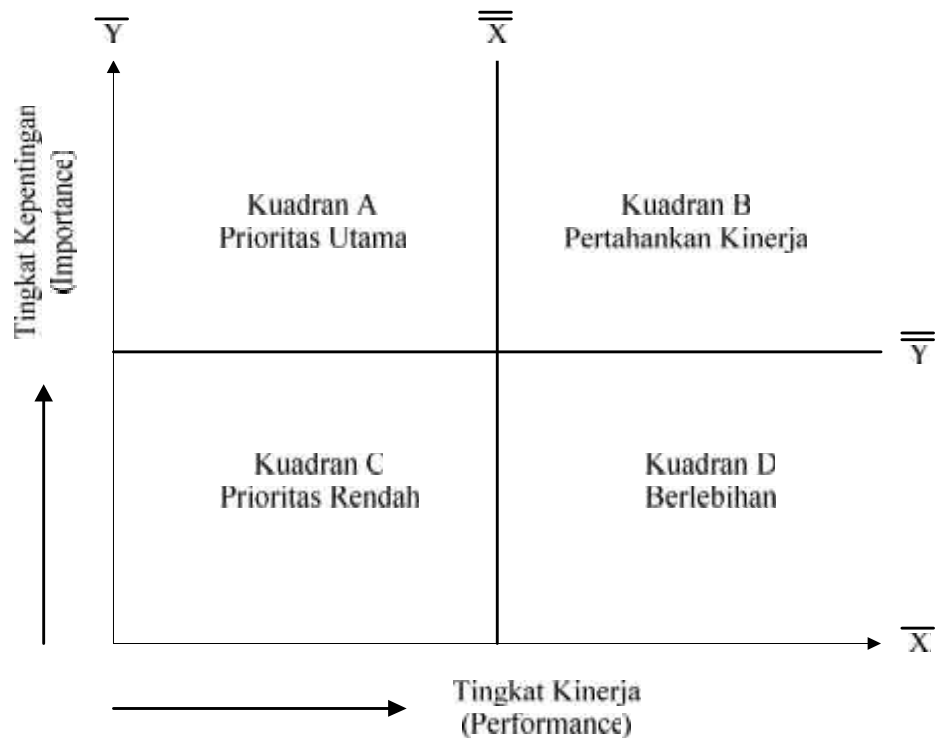 Y̅
X̿
Tingkat Kepentingan
(Importance)
Kuadran A
Prioritas Utama
Kuadran B
Pertahankan Kinerja
Y̿
Kuadran C
Prioritas Rendah
Kuadran D
Berlebihan
X̅
Tingkat Kinerja
(Performance)